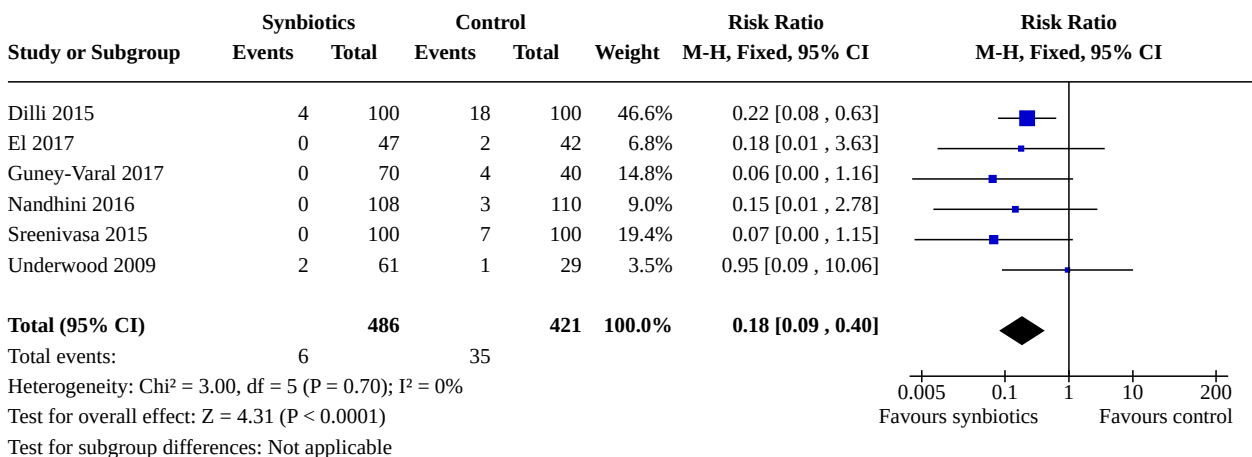 Synbiotics Control Risk Ratio Risk Ratio
Study or Subgroup Events Total Events Total Weight M-H, Fixed, 95% CI M-H, Fixed, 95% CI
Dilli 2015 4 100 18 100 46.6% 0.22 [0.08 , 0.63]
El 2017 0 47 2 42 6.8% 0.18 [0.01 , 3.63]
Guney-Varal 2017 0 70 4 40 14.8% 0.06 [0.00 , 1.16]
Nandhini 2016 0 108 3 110 9.0% 0.15 [0.01 , 2.78]
Sreenivasa 2015 0 100 7 100 19.4% 0.07 [0.00 , 1.15]
Underwood 2009 2 61 1 29 3.5% 0.95 [0.09 , 10.06]
Total (95% CI) 486 421 100.0% 0.18 [0.09 , 0.40]
Total events: 6 35
Heterogeneity: Chi² = 3.00, df = 5 (P = 0.70); I² = 0%
0.005 0.1 1 10 200
Test for overall effect: Z = 4.31 (P < 0.0001)
Favours synbiotics Favours control
Test for subgroup differences: Not applicable